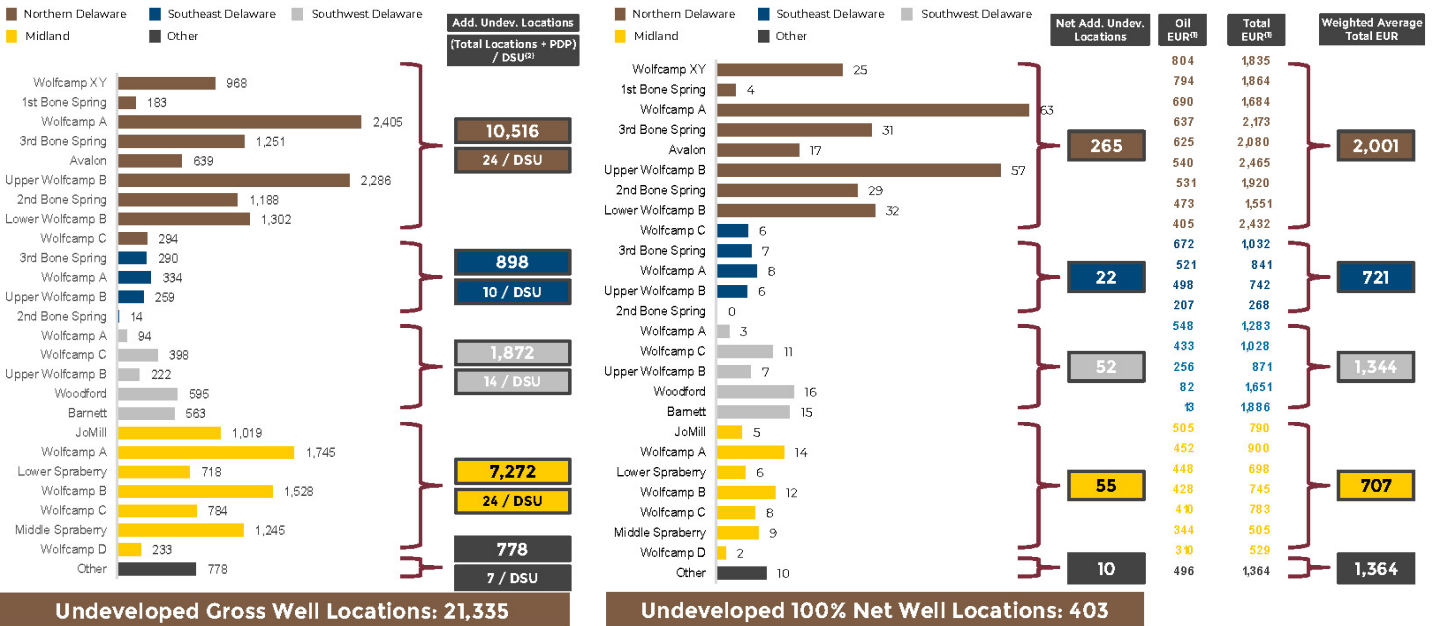 Northern Delaware
Southeast Delaware
Southwest Delaware
Midland
Other
Add. Undev. Locations
(Total Locations + PDP)
/ DSU(2)
Wolfcamp XY 968
1st Bone Spring 183
Wolfcamp A 2,405
3rd Bone Spring 1,251
Avalon 639
Upper Wolfcamp B 2,286
2nd Bone Spring 1,188
Lower Wolfcamp B 1,302
Wolfcamp C 294
3rd Bone Spring 290
Wolfcamp A 334
Upper Wolfcamp B 259
2nd Bone Spring 14
Wolfcamp A 94
Wolfcamp C 398
Upper Wolfcamp B 222
Woodford 595
Barnett 563
JoMill 1,019
Wolfcamp A 1,745
Lower Spraberry 718
Wolfcamp B 1,528
Wolfcamp C 784
Middle Spraberry 1,245
Wolfcamp D 233
Other 778
10,516
24 / DSU
898
10 / DSU
1,872
14 / DSU
7,272
24 / DSU
778
7 / DSU
Undeveloped Gross Well Locations: 21,335
Northern Delaware
Southeast Delaware
Southwest Delaware
Midland
Other
Net Add. Undev.
Locations
Oil
EUR(1)
Total
EUR(1)
Weighted Average
Total EUR
Wolfcamp XY 25
1st Bone Spring 4
Wolfcamp A 63
3rd Bone Spring 31
Avalon 17
Upper Wolfcamp B 57
2nd Bone Spring 29
Lower Wolfcamp B 32
Wolfcamp C 6
3rd Bone Spring 7
Wolfcamp A 8
Upper Wolfcamp B 6
2nd Bone Spring 0
Wolfcamp A 3
Wolfcamp C 11
Upper Wolfcamp B 7
Woodford 16
Barnett 15
JoMill 5
Wolfcamp A 14
Lower Spraberry 6
Wolfcamp B 12
Wolfcamp C 8
Middle Spraberry 9
Wolfcamp D 2
Other 10
265
22
52
55
10
804 1,835
794 1,864
690 1,684
637 2,173
625 2,080
540 2,465
531 1,920
473 1,551
405 2,432
672 1,032
521 841
498 742
207 268
548 1,283
433 1,028
256 871
82 1,651
13 1,886
505 790
452 900
448 698
428 745
410 783
344 505
310 529
496 1,364
2,001
721
1,344
707
1,364
Undeveloped 100% Net Well Locations: 403